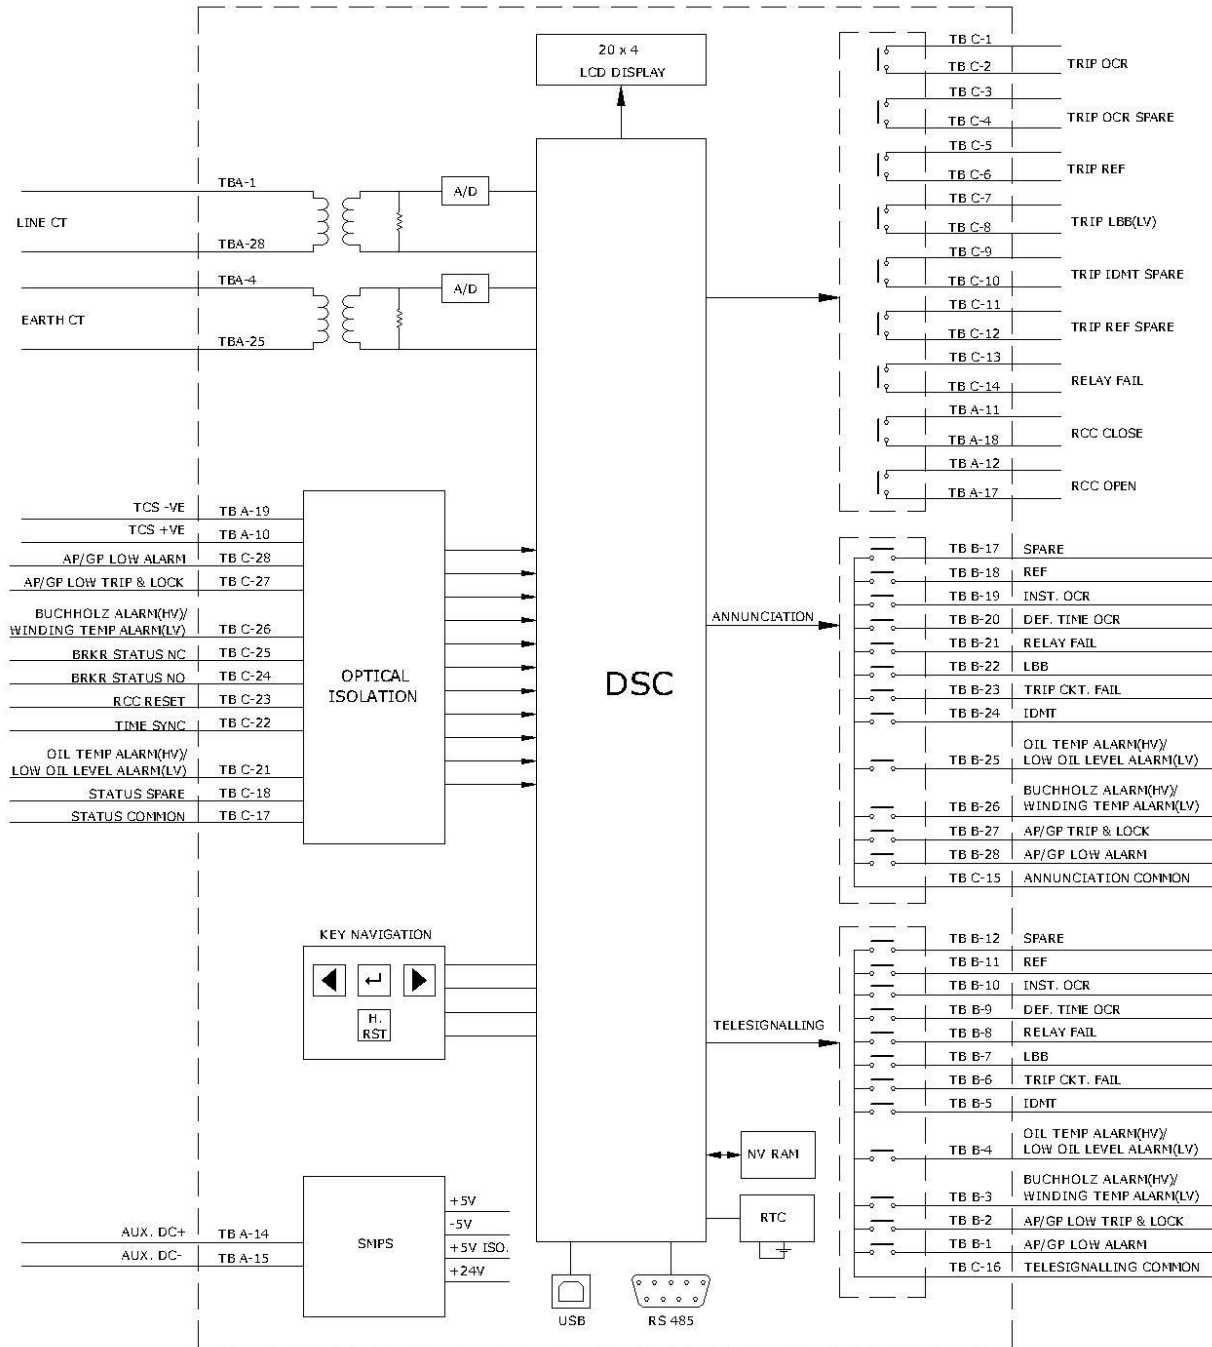 20 x 4
LCD DISPLAY
TBA-1
LINE CT
A/D
TBA-28
TBA-4
EARTH CT
A/D
TBA-25
TCS -VE TB A-19
TCS +VE TB A-10
AP/GP LOW ALARM TB C-28
AP/GP LOW TRIP & LOCK TB C-27
BUCHHOLZ ALARM(HV)/
WINDING TEMP ALARM(LV) TB C-26
BRKR STATUS NC TB C-25
BRKR STATUS NO TB C-24
RCC RESET TB C-23
TIME SYNC TB C-22
OIL TEMP ALARM(HV)/
LOW OIL LEVEL ALARM(LV) TB C-21
STATUS SPARE TB C-18
STATUS COMMON TB C-17
OPTICAL
ISOLATION
KEY NAVIGATION
H.
RST
AUX. DC+ TB A-14
AUX. DC- TB A-15
SMPS
+5V
-5V
+5V ISO.
+24V
DSC
USB
RS 485
ANNUNCIATION
TELESIGNALLING
NV RAM
RTC
TB C-1
TB C-2
TRIP OCR
TB C-3
TB C-4
TRIP OCR SPARE
TB C-5
TB C-6
TRIP REF
TB C-7
TB C-8
TRIP LBB(LV)
TB C-9
TB C-10
TRIP IDMT SPARE
TB C-11
TB C-12
TRIP REF SPARE
TB C-13
TB C-14
RELAY FAIL
TB A-11
TB A-18
RCC CLOSE
TB A-12
TB A-17
RCC OPEN
TB B-17 SPARE
TB B-18 REF
TB B-19 INST. OCR
TB B-20 DEF. TIME OCR
TB B-21 RELAY FAIL
TB B-22 LBB
TB B-23 TRIP CKT. FAIL
TB B-24 IDMT
OIL TEMP ALARM(HV)/
TB B-25 LOW OIL LEVEL ALARM(LV)
BUCHHOLZ ALARM(HV)/
TB B-26 WINDING TEMP ALARM(LV)
TB B-27 AP/GP TRIP & LOCK
TB B-28 AP/GP LOW ALARM
TB C-15 ANNUNCIATION COMMON
TB B-12 SPARE
TB B-11 REF
TB B-10 INST. OCR
TB B-9 DEF. TIME OCR
TB B-8 RELAY FAIL
TB B-7 LBB
TB B-6 TRIP CKT. FAIL
TB B-5 IDMT
OIL TEMP ALARM(HV)/
TB B-4 LOW OIL LEVEL ALARM(LV)
BUCHHOLZ ALARM(HV)/
TB B-3 WINDING TEMP ALARM(LV)
TB B-2 AP/GP LOW TRIP & LOCK
TB B-1 AP/GP LOW ALARM
TB C-16 TELESIGNALLING COMMON